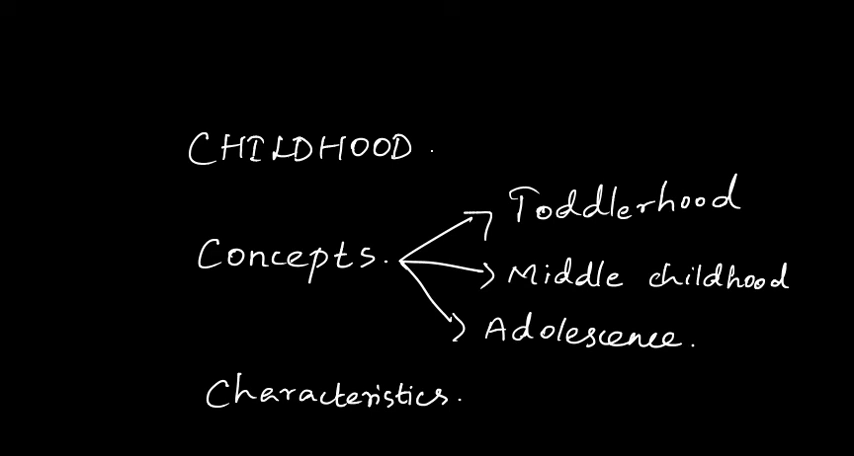 CHILDHOOD.
Toddlerhood
Concepts.
Middle childhood
Adolescence.
Characteristics.